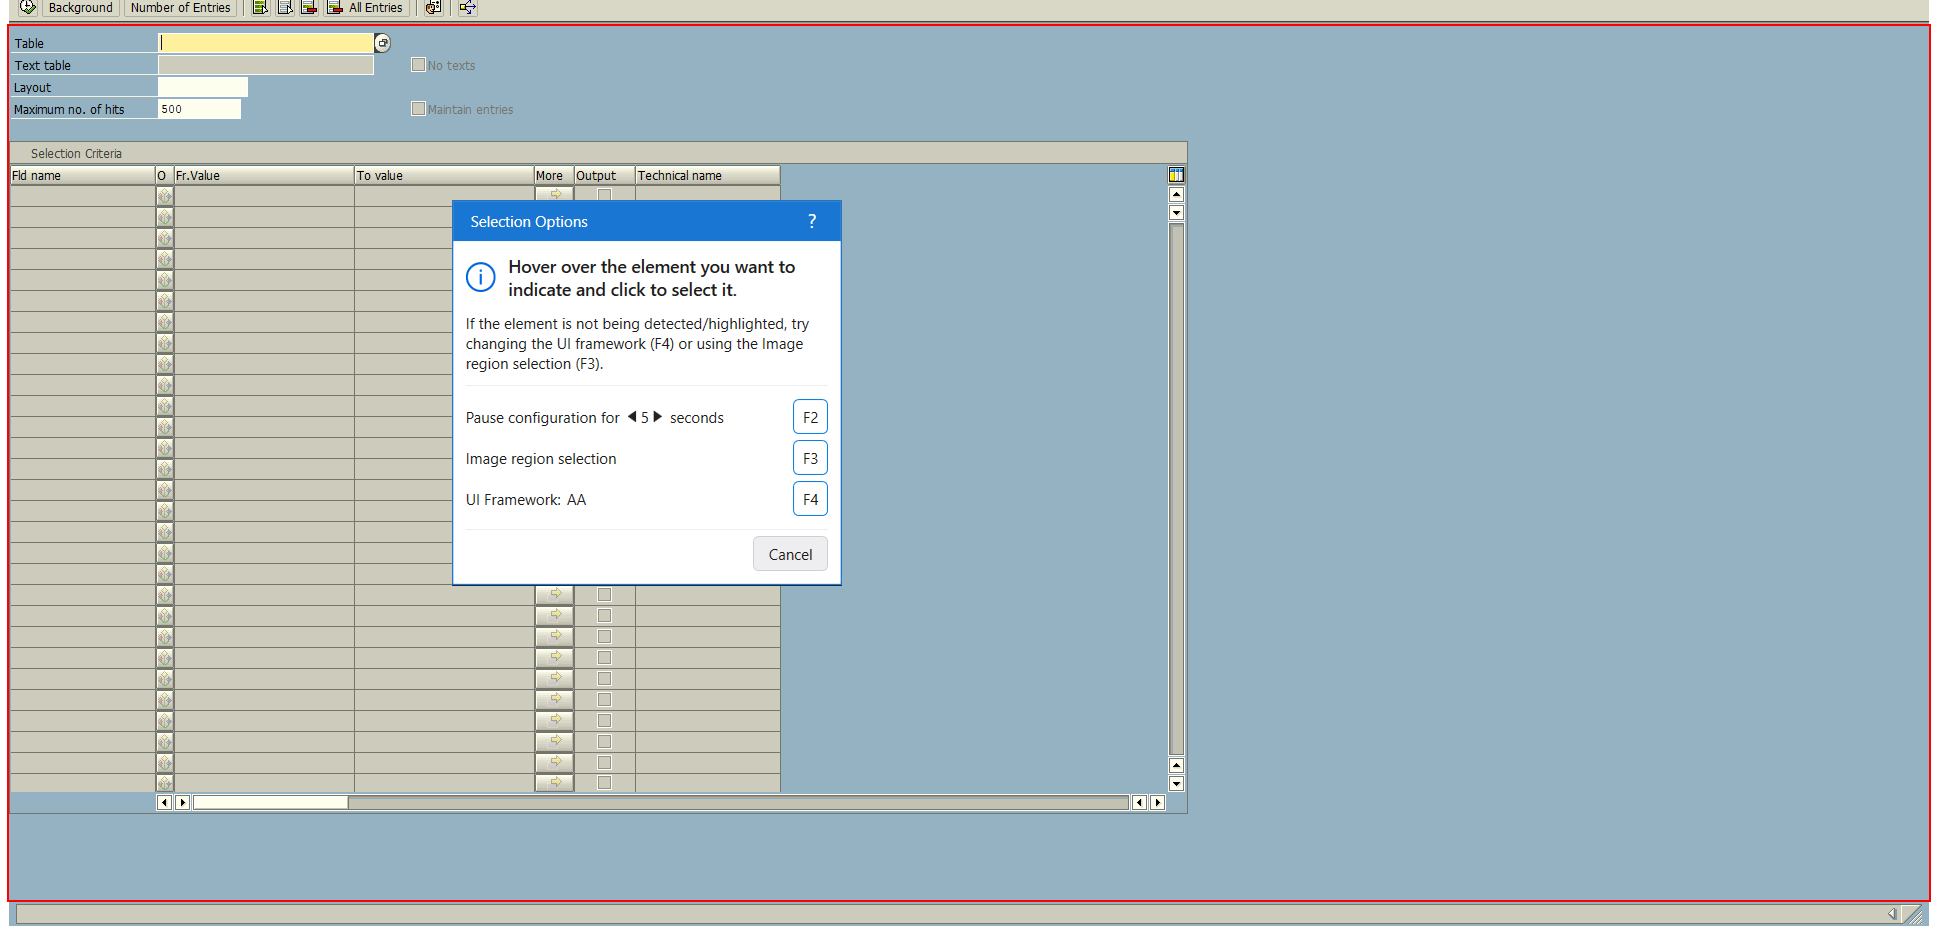 Background Number of Entries All Entries
Table
Text table No texts
Layout
Maximum no. of hits 500 Maintain entries
Selection Criteria
Fld name O Fr.Value To value More Output Technical name
Selection Options ?
Hover over the element you want to
indicate and click to select it.
If the element is not being detected/highlighted, try
changing the UI framework (F4) or using the Image
region selection (F3).
Pause configuration for 5 seconds F2
Image region selection F3
UI Framework: AA F4
Cancel